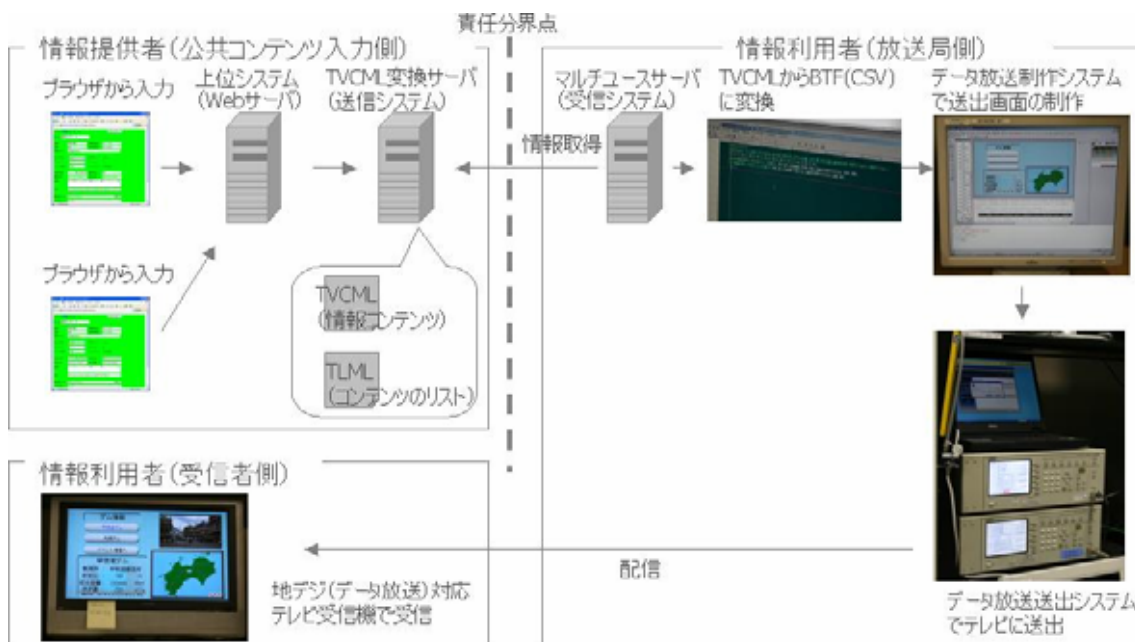 責任分界点
情報提供者(公共コンテンツ入力側)
ブラウザから入力
上位システム
(Webサーバ)
TVCML変換サーバ
(送信システム)
ブラウザから入力
TVCML
(情報コンテンツ)
TLML
(コンテンツのリスト)
情報取得
情報利用者(放送局側)
マルチユースサーバ
(受信システム)
TVCMLからBTF(CSV)
に変換
データ放送制作システム
で送出画面の制作
データ放送送出システム
でテレビに送出
配信
情報利用者(受信者側)
ダム情報
地デジ(データ放送)対応
テレビ受信機で受信